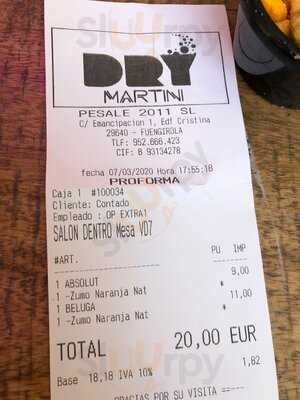 DRY
MARTINI
PESALE 2011 SL
C/ Emancipacion 1, Edf Cristina
29640 - FUENGIROLA
TLF: 952.666.423
CIF: B 93134278
fecha 07/03/2020 Hora 17:55:18
PROFORMA
Caja 1 #100034
Cliente: Contado
Empleado : OP EXTRA1
SALON DENTRO Mesa VD7
#ART. PU IMP
1 ABSOLUT 9,00
1 -Zumo Naranja Nat *
1 BELUGA 11,00
1 -Zumo Naranja Nat *
TOTAL 20,00 EUR
Base 18,18 IVA 10% 1,82
GRACIAS POR SU VISITA
sluurpy